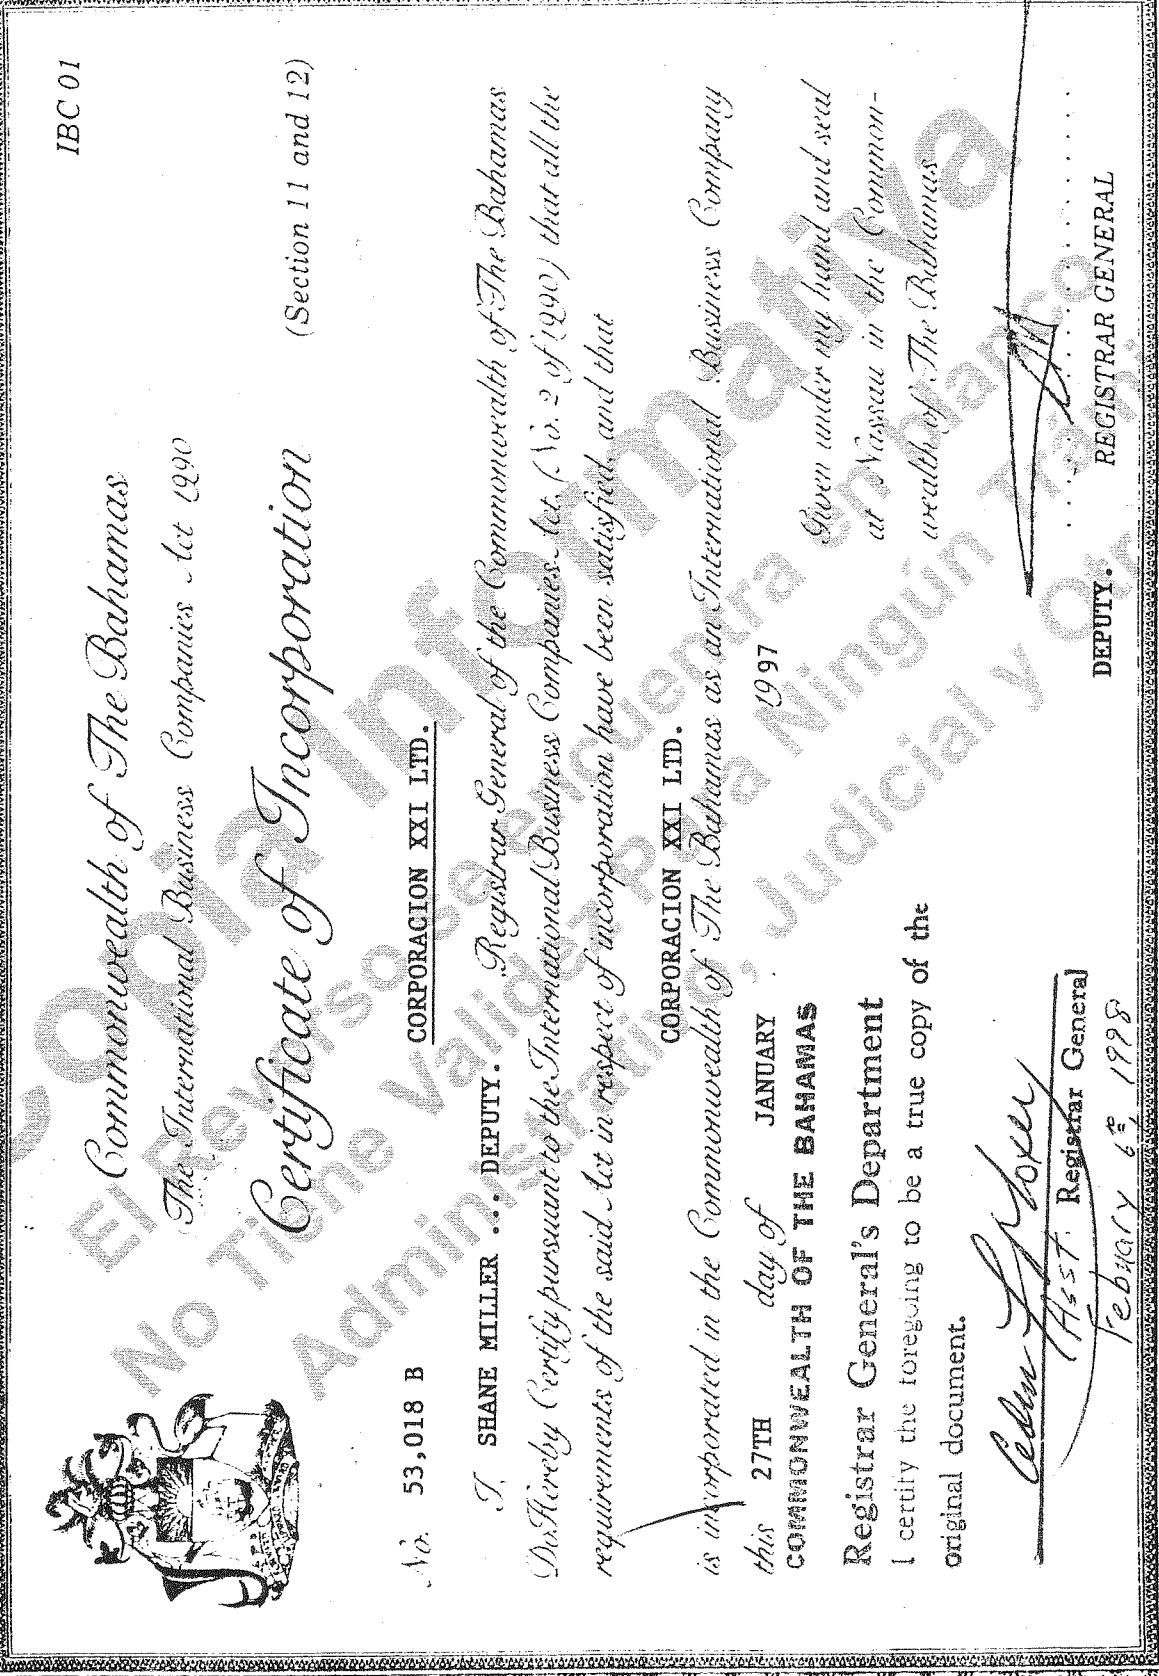 IBC 01
Commonwealth of The Bahamas
The International Business Companies Act 1990
Certificate of Incorporation
(Section 11 and 12)
No. 53,018 B
CORPORACION XXI LTD.
I, SHANE MILLER ... DEPUTY. Registrar General of the Commonwealth of The Bahamas
Do Hereby Certify pursuant to the International Business Companies Act, (No. 2 of 1990) that all the
requirements of the said Act in respect of incorporation have been satisfied, and that
CORPORACION XXI LTD.
is incorporated in the Commonwealth of The Bahamas as an International Business Company
this 27TH day of JANUARY 1997
Given under my hand and seal
at Nassau in the Common-
wealth of The Bahamas
COMMONWEALTH OF THE BAHAMAS
Registrar General's Department
I certify the foregoing to be a true copy of the
original document.
Asst. Registrar General
February 6th, 1998
DEPUTY. REGISTRAR GENERAL
Copia Informativa
El Reverso se encuentra en blanco
No Tiene Validez Para Ningún Trámi
Administrativo, Judicial y Otr